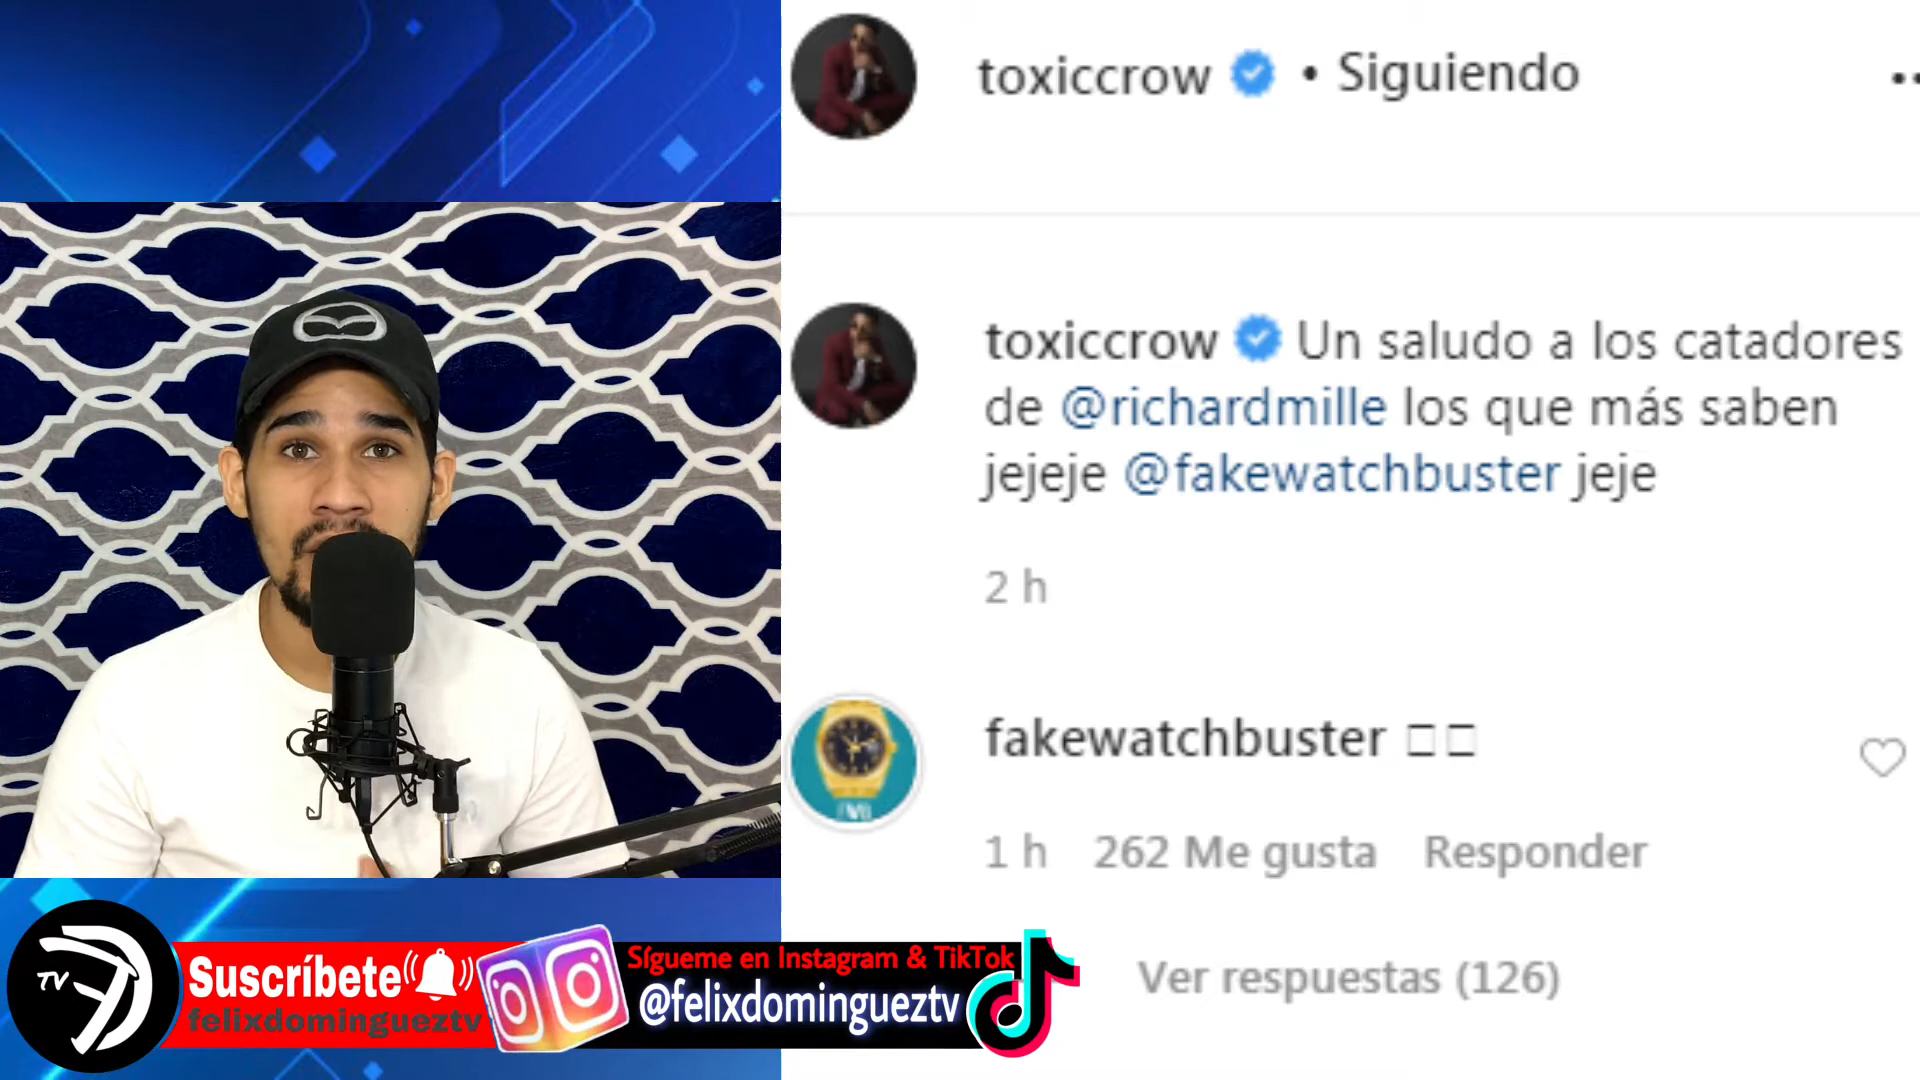 toxiccrow • Siguiendo
toxiccrow Un saludo a los catadores
de @richardmille los que más saben
jejeje @fakewatchbuster jeje
2 h
fakewatchbuster
1 h 262 Me gusta Responder
Ver respuestas (126)
TV
Suscríbete
felixdomingueztv
Sígueme en Instagram & TikTok
@felixdomingueztv